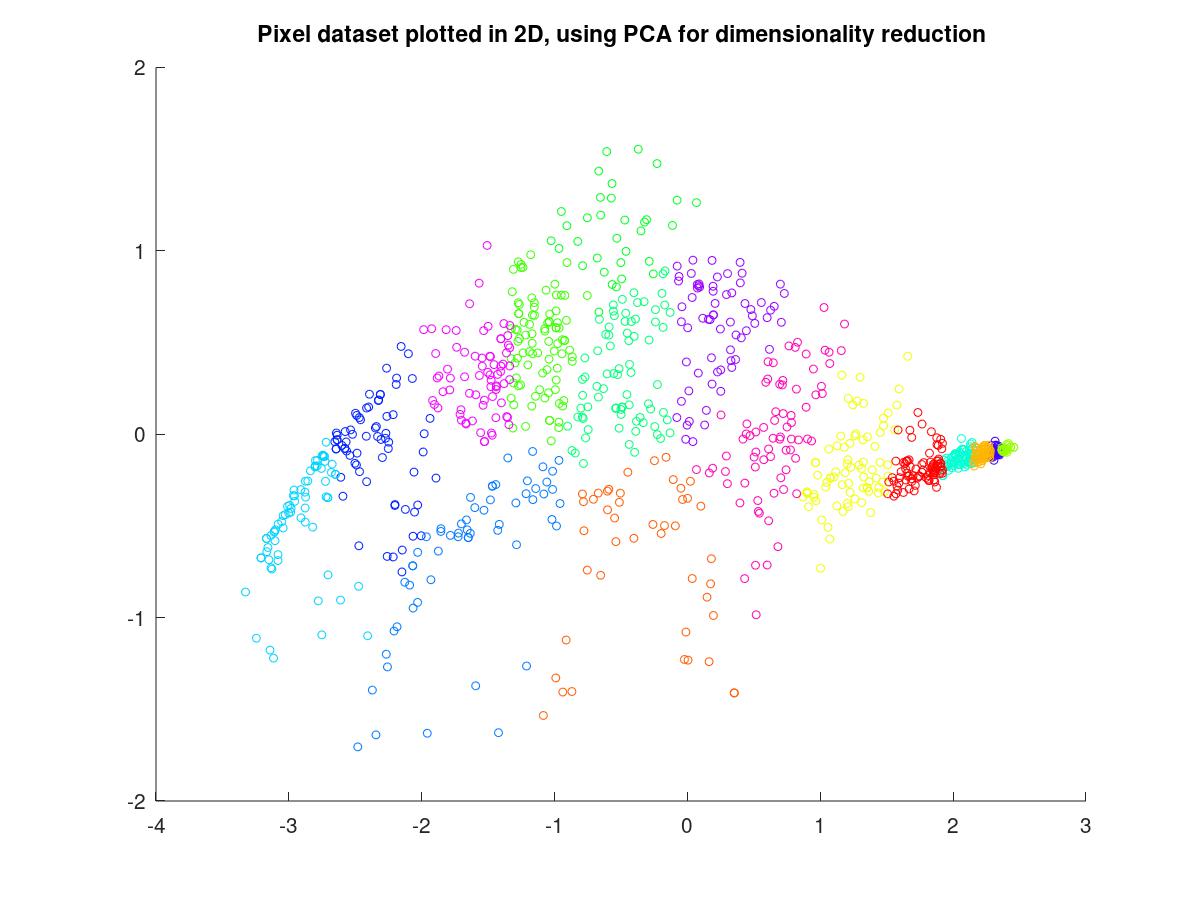 Pixel dataset plotted in 2D, using PCA for dimensionality reduction
2
1
0
-1
-2
-4 -3 -2 -1 0 1 2 3